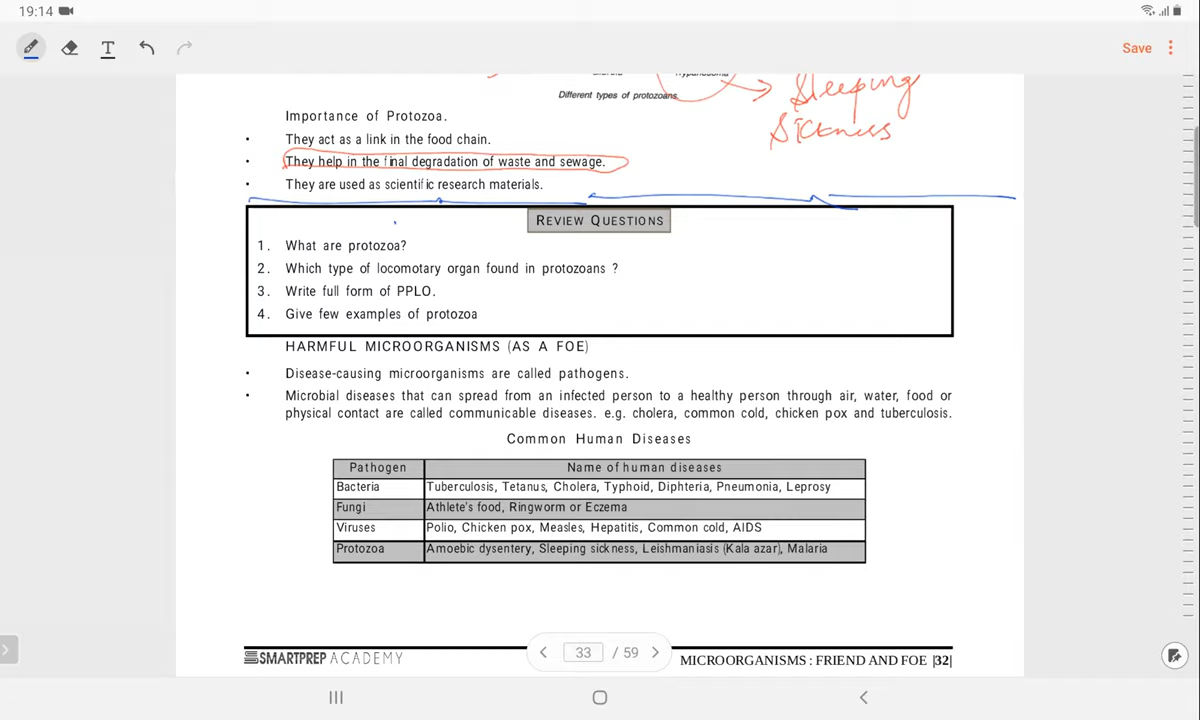 19:14
T
Save
Trypanosoma
Different types of protozoans.
Sleeping
Sickness
Importance of Protozoa.
• They act as a link in the food chain.
• They help in the final degradation of waste and sewage.
• They are used as scientific research materials.
REVIEW QUESTIONS
1. What are protozoa?
2. Which type of locomotary organ found in protozoans ?
3. Write full form of PPLO.
4. Give few examples of protozoa
HARMFUL MICROORGANISMS (AS A FOE)
• Disease-causing microorganisms are called pathogens.
• Microbial diseases that can spread from an infected person to a healthy person through air, water, food or
physical contact are called communicable diseases. e.g. cholera, common cold, chicken pox and tuberculosis.
Common Human Diseases
Pathogen Name of human diseases
Bacteria Tuberculosis, Tetanus, Cholera, Typhoid, Diphteria, Pneumonia, Leprosy
Fungi Athlete's food, Ringworm or Eczema
Viruses Polio, Chicken pox, Measles, Hepatitis, Common cold, AIDS
Protozoa Amoebic dysentery, Sleeping sickness, Leishmaniasis (Kala azar), Malaria
SMARTPREP ACADEMY
33 / 59
MICROORGANISMS : FRIEND AND FOE |32|